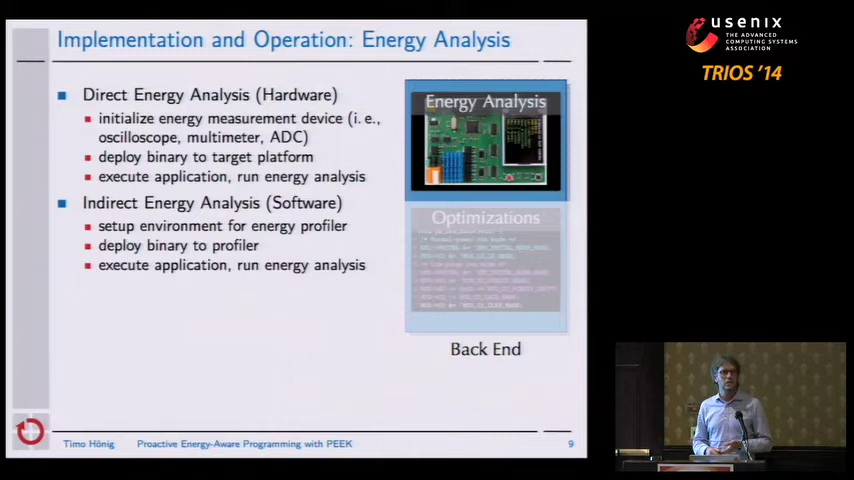 Implementation and Operation: Energy Analysis
Direct Energy Analysis (Hardware)
initialize energy measurement device (i. e.,
oscilloscope, multimeter, ADC)
deploy binary to target platform
execute application, run energy analysis
Indirect Energy Analysis (Software)
setup environment for energy profiler
deploy binary to profiler
execute application, run energy analysis
Energy Analysis
Optimizations
Back End
Timo Hönig
Proactive Energy-Aware Programming with PEEK
9
usenix
THE ADVANCED
COMPUTING SYSTEMS
ASSOCIATION
TRIOS '14